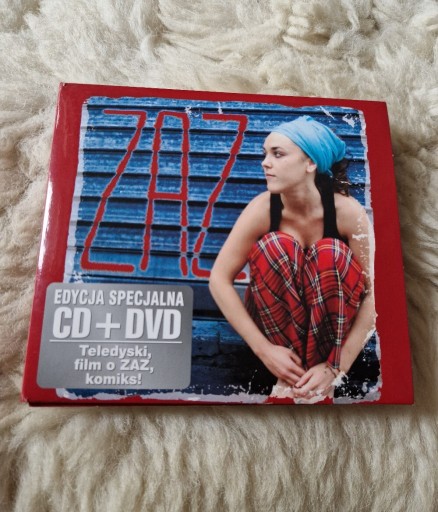 ZAZ
EDYCJA SPECJALNA
CD + DVD
Teledyski,
film o ZAZ,
komiks!